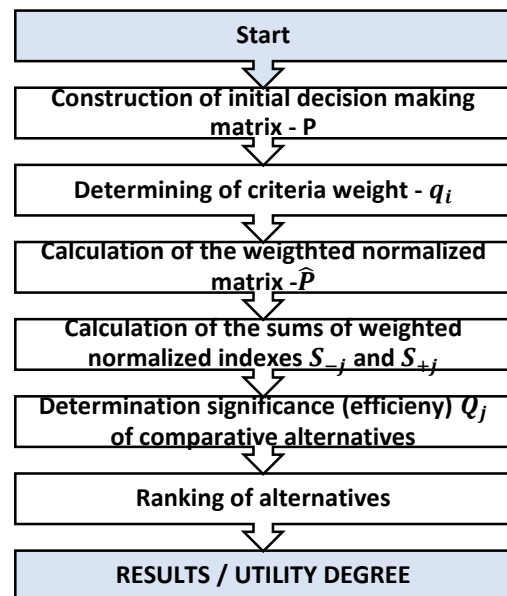 Start
Construction of initial decision making
matrix - P
Determining of criteria weight - qᵢ
Calculation of the weigthted normalized
matrix -P̂
Calculation of the sums of weighted
normalized indexes S₋ⱼ and S₊ⱼ
Determination significance (efficieny) Qⱼ
of comparative alternatives
Ranking of alternatives
RESULTS / UTILITY DEGREE